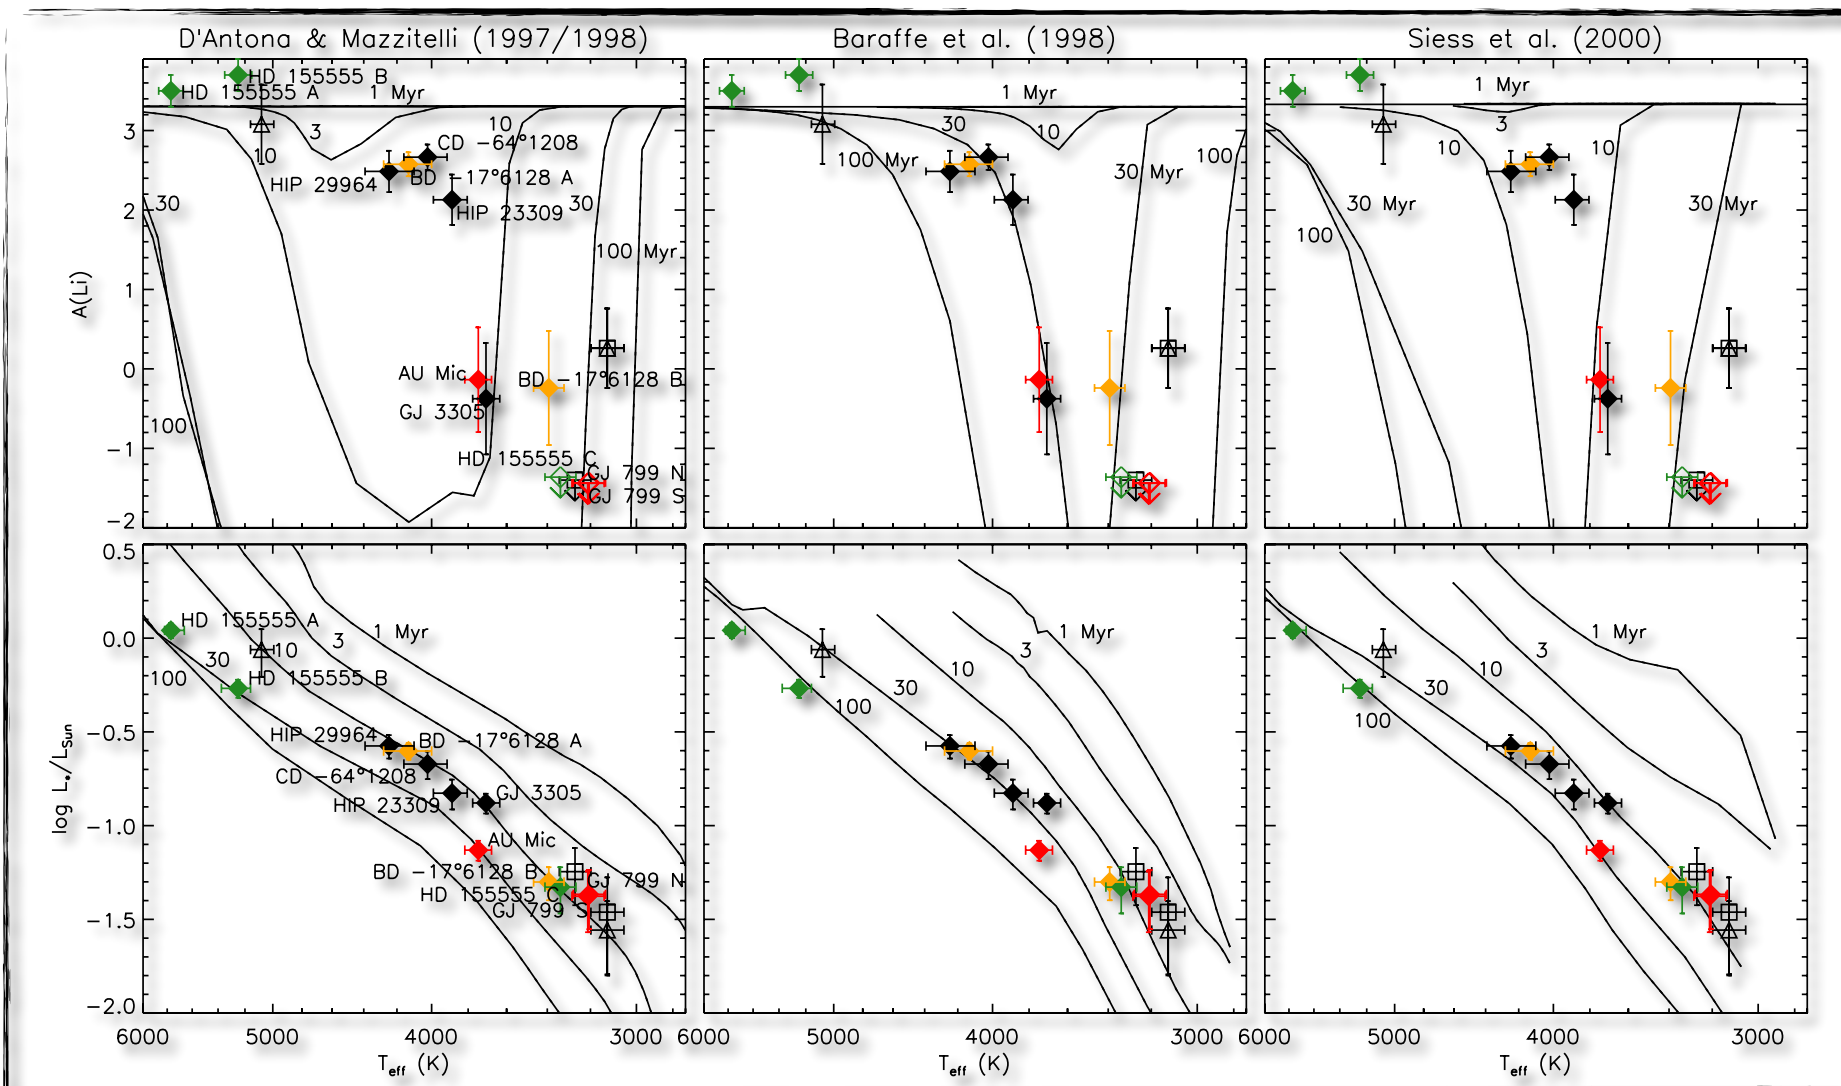 D'Antona & Mazzitelli (1997/1998)
Baraffe et al. (1998)
Siess et al. (2000)
HD 155555 B
HD 155555 A
1 Myr
3
10
10
CD -64°1208
HIP 29964
BD -17°6128 A
HIP 23309
30
30
100 Myr
100
AU Mic
BD -17°6128 B
GJ 3305
HD 155555 C
GJ 799 N
GJ 799 S
A(Li)
3
2
1
0
-1
-2
1 Myr
30
10
100 Myr
30 Myr
100
1 Myr
3
10
10
30 Myr
30 Myr
100
HD 155555 A
1 Myr
3
10
30
HD 155555 B
100
HIP 29964
BD -17°6128 A
CD -64°1208
HIP 23309
GJ 3305
AU Mic
BD -17°6128 B
GJ 799 N
HD 155555 C
GJ 799 S
log L*/LSun
0.5
0.0
-0.5
-1.0
-1.5
-2.0
1 Myr
3
10
30
100
1 Myr
3
10
30
100
6000 5000 4000 3000
6000 5000 4000 3000
6000 5000 4000 3000
Teff (K)
Teff (K)
Teff (K)